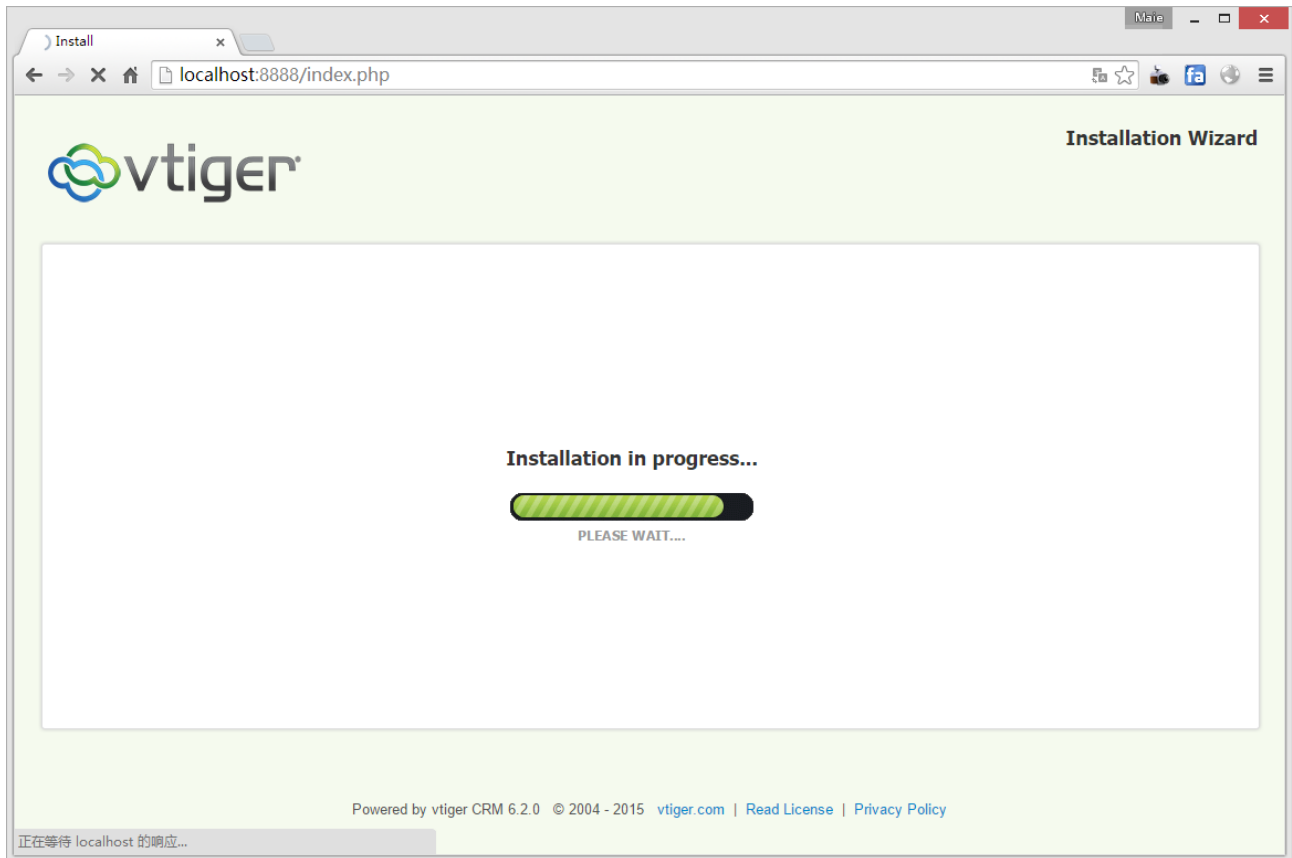 Maie
Install
localhost:8888/index.php
vtiger
Installation Wizard
Installation in progress...
PLEASE WAIT....
Powered by vtiger CRM 6.2.0 © 2004 - 2015 vtiger.com | Read License | Privacy Policy
正在等待 localhost 的响应...